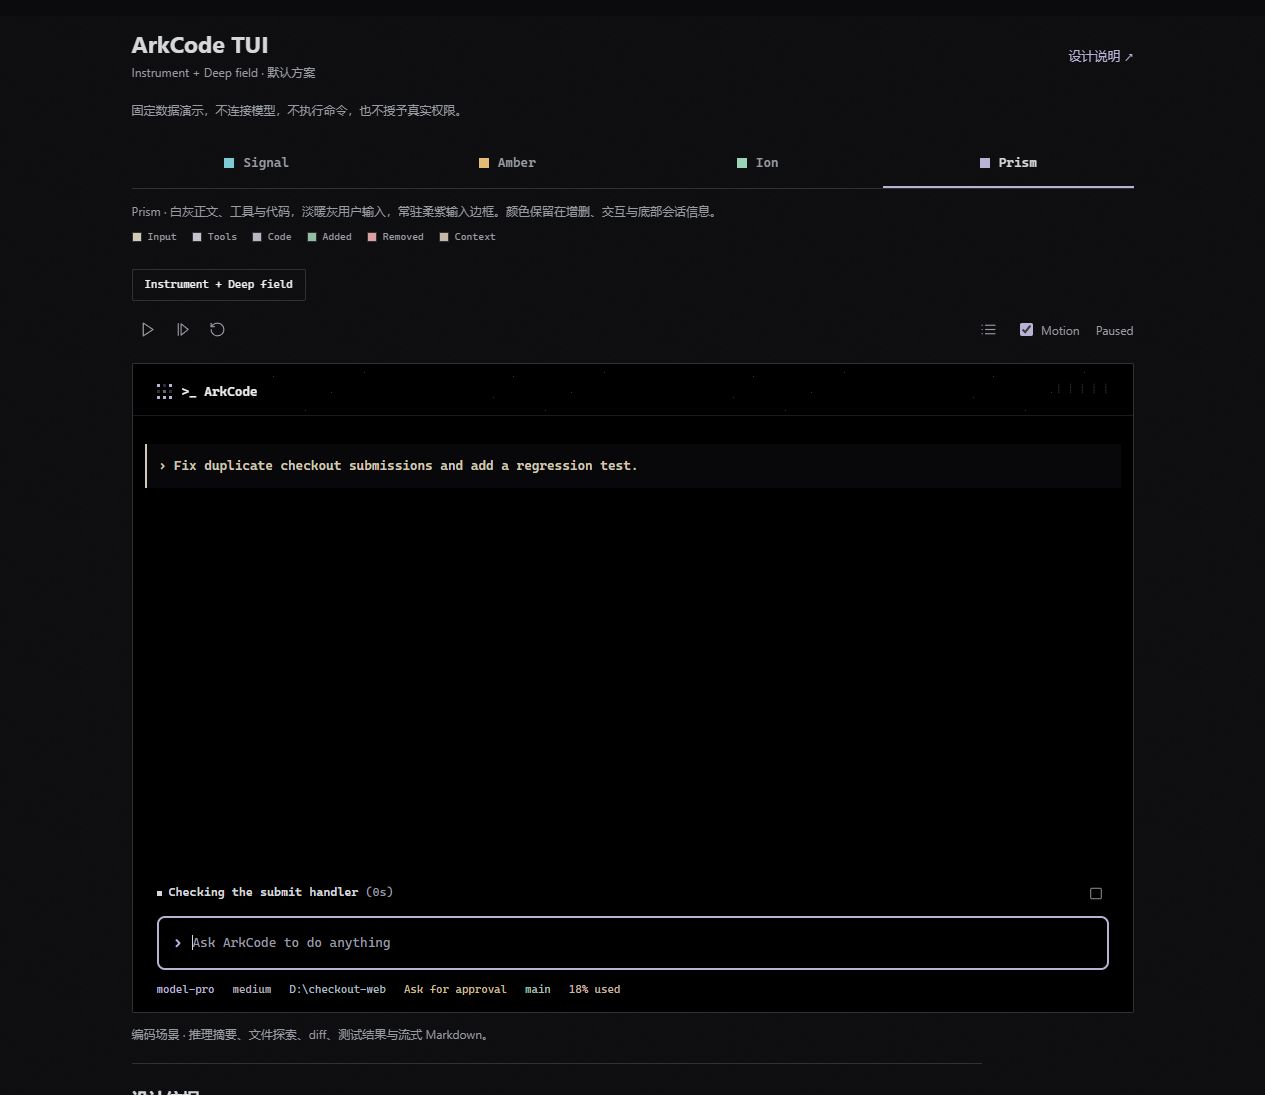 ArkCode TUI
设计说明 ↗
Instrument + Deep field · 默认方案
固定数据演示，不连接模型，不执行命令，也不授予真实权限。
Signal Amber Ion Prism
Prism · 白灰正文、工具与代码，淡暖灰用户输入，常驻柔紫输入边框。颜色保留在增删、交互与底部会话信息。
Input Tools Code Added Removed Context
Instrument + Deep field
Motion Paused
>_ ArkCode
› Fix duplicate checkout submissions and add a regression test.
Checking the submit handler (0s)
› Ask ArkCode to do anything
model-pro medium D:\checkout-web Ask for approval main 18% used
编码场景 · 推理摘要、文件探索、diff、测试结果与流式 Markdown。